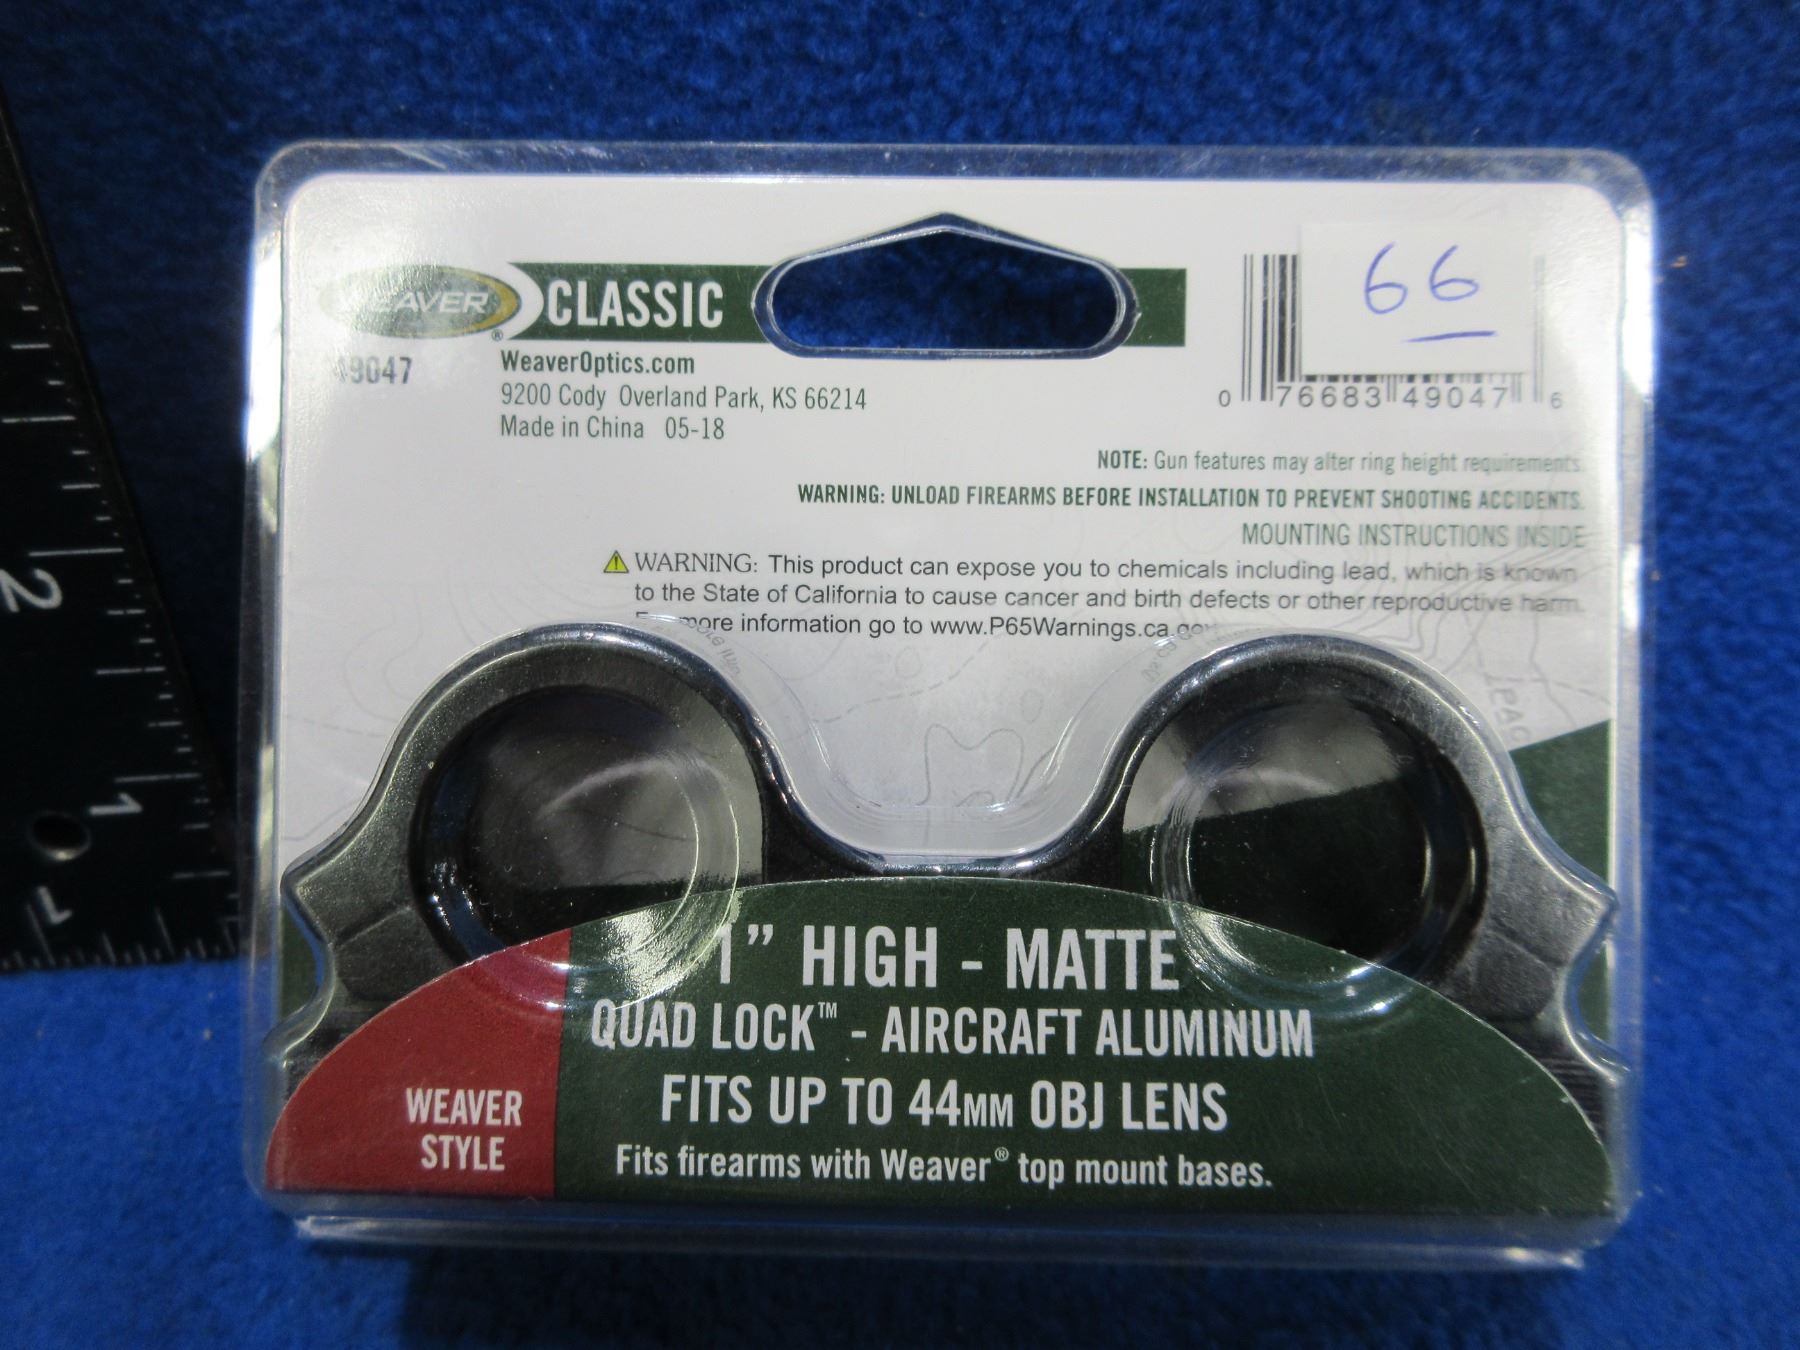 WEAVER® CLASSIC
49047
WeaverOptics.com
9200 Cody Overland Park, KS 66214
Made in China 05-18
66
0 76683 49047 6
NOTE: Gun features may alter ring height requirements.
WARNING: UNLOAD FIREARMS BEFORE INSTALLATION TO PREVENT SHOOTING ACCIDENTS.
MOUNTING INSTRUCTIONS INSIDE
⚠ WARNING: This product can expose you to chemicals including lead, which is known
to the State of California to cause cancer and birth defects or other reproductive harm.
For more information go to www.P65Warnings.ca.gov
1” HIGH - MATTE
QUAD LOCK™ - AIRCRAFT ALUMINUM
FITS UP TO 44MM OBJ LENS
Fits firearms with Weaver® top mount bases.
WEAVER
STYLE
2
1
1